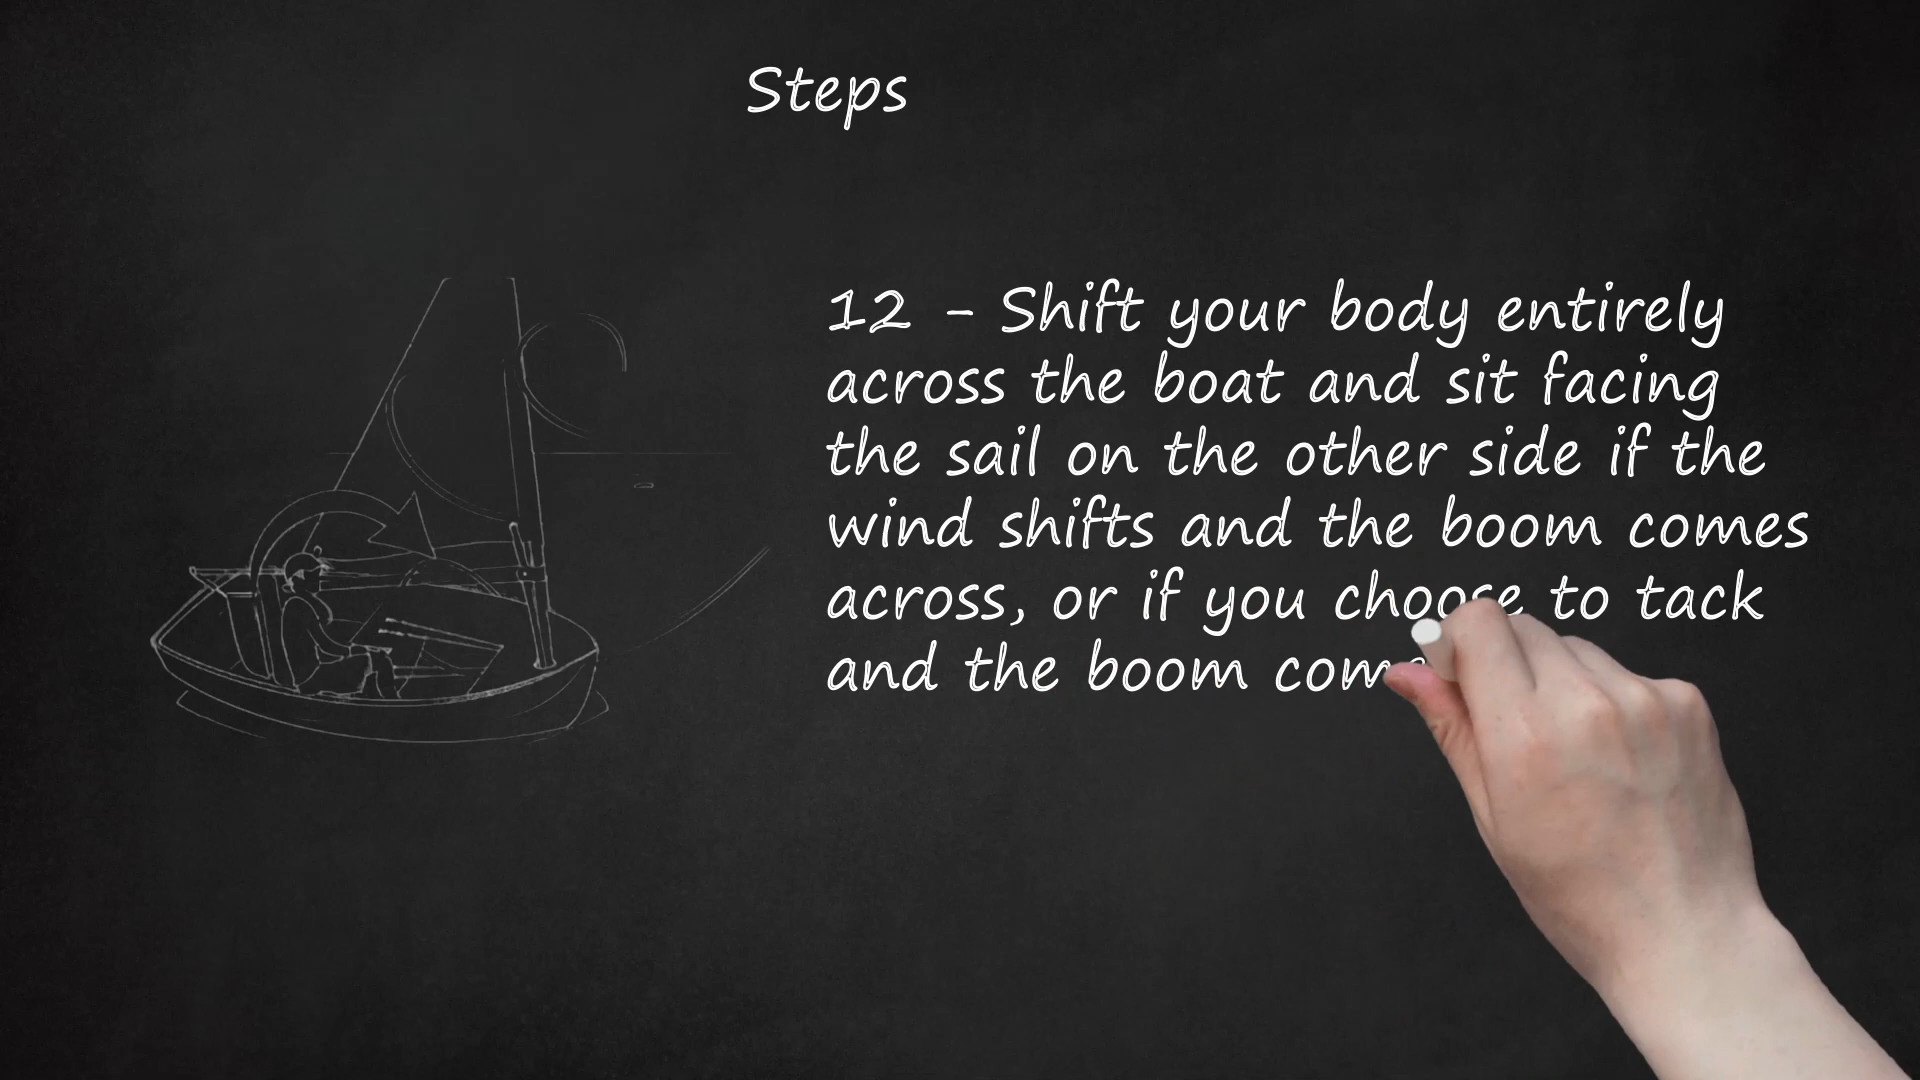 Steps
12 - Shift your body entirely
across the boat and sit facing
the sail on the other side if the
wind shifts and the boom comes
across, or if you choose to tack
and the boom come